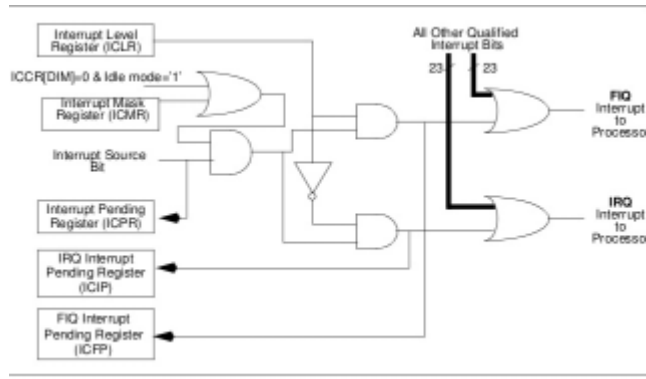 Interrupt Level
Register (ICLR)
All Other Qualified
Interrupt Bits
ICCR[DIM]=0 & Idle mode='1'
23
23
Interrupt Mask
Register (ICMR)
FIQ
Interrupt
to
Processo
Interrupt Source
Bit
Interrupt Pending
Register (ICPR)
IRQ
Interrupt
to
Processo
IRQ Interrupt
Pending Register
(ICIP)
FIQ Interrupt
Pending Register
(ICFP)